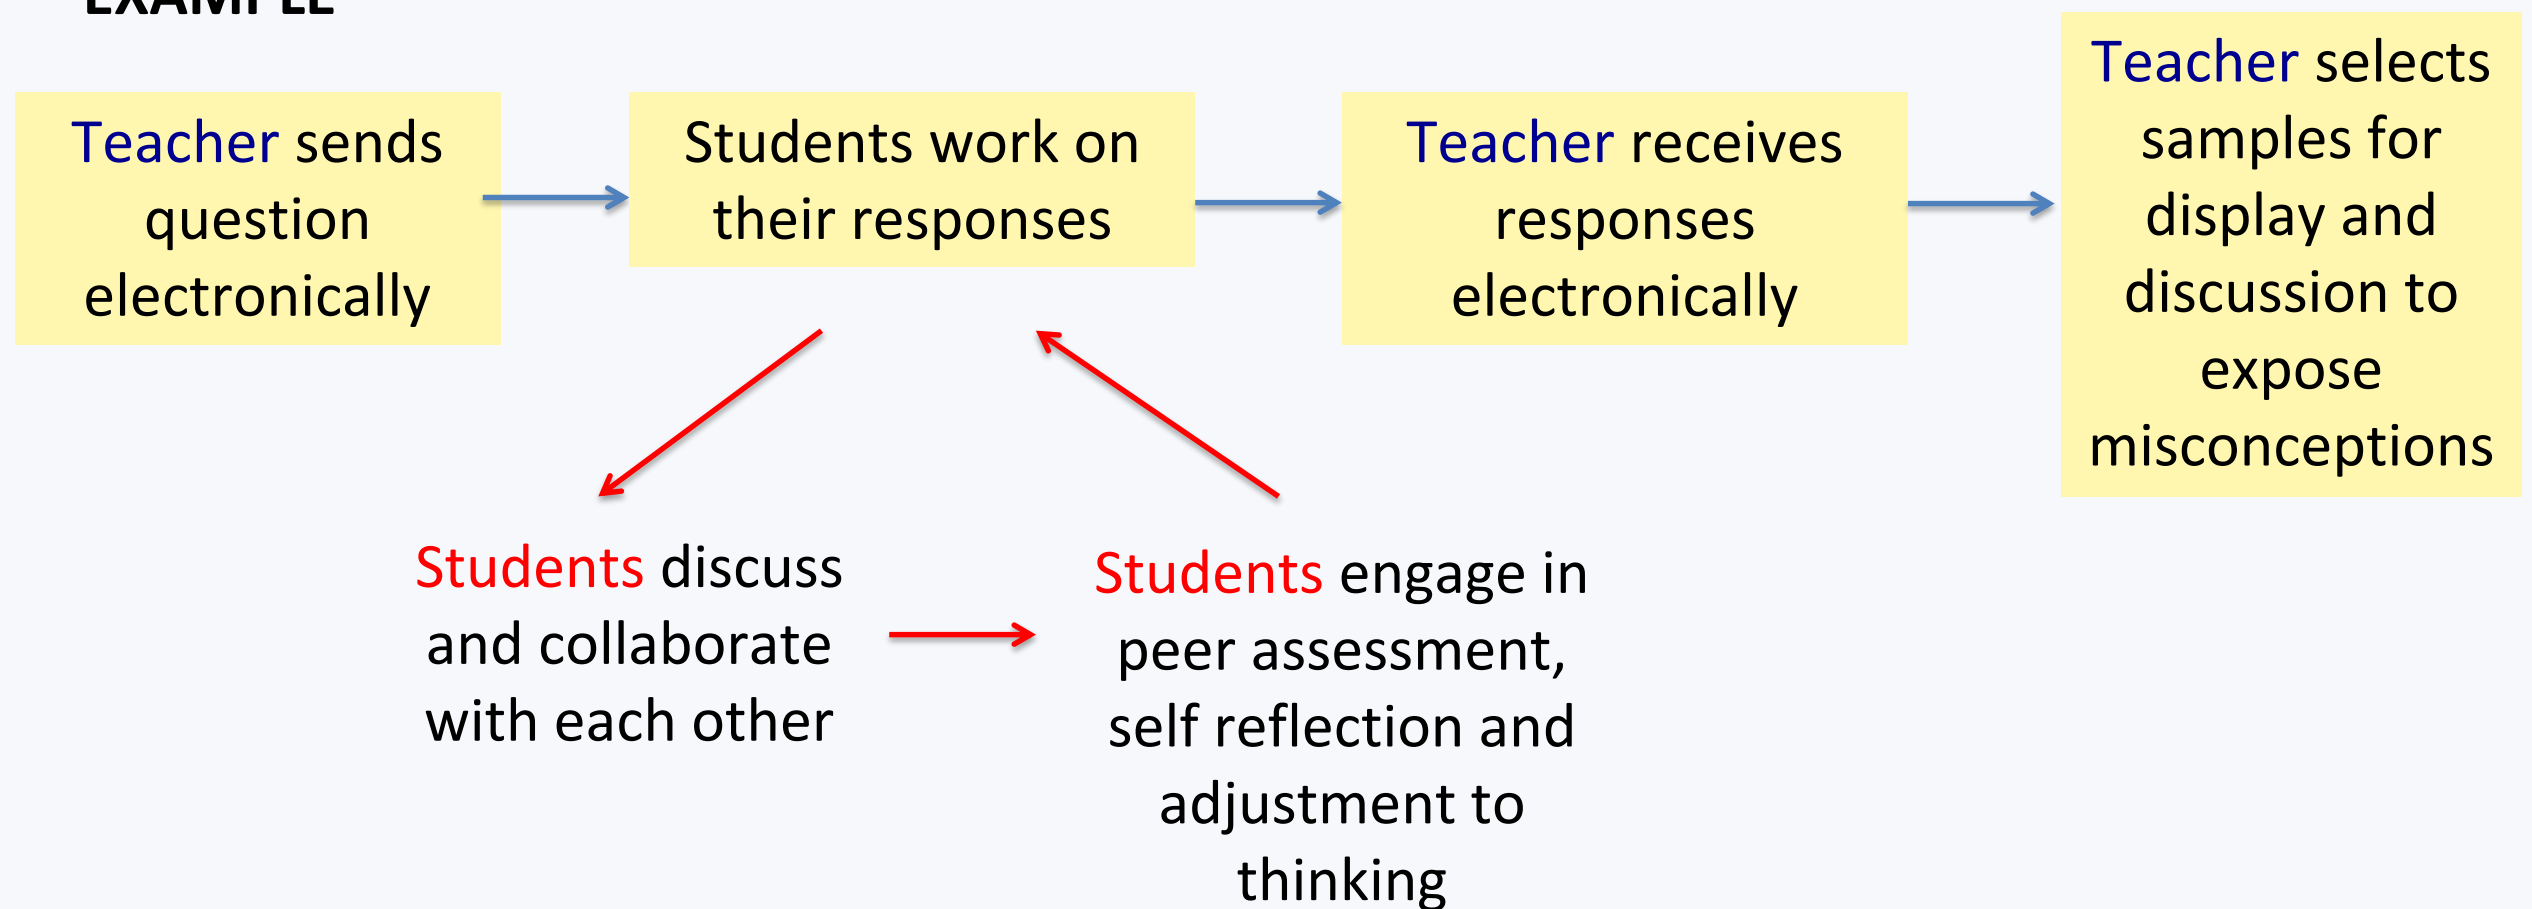 EXAMPLE
Teacher sends
question
electronically
Students work on
their responses
Teacher receives
responses
electronically
Teacher selects
samples for
display and
discussion to
expose
misconceptions
Students discuss
and collaborate
with each other
Students engage in
peer assessment,
self reflection and
adjustment to
thinking